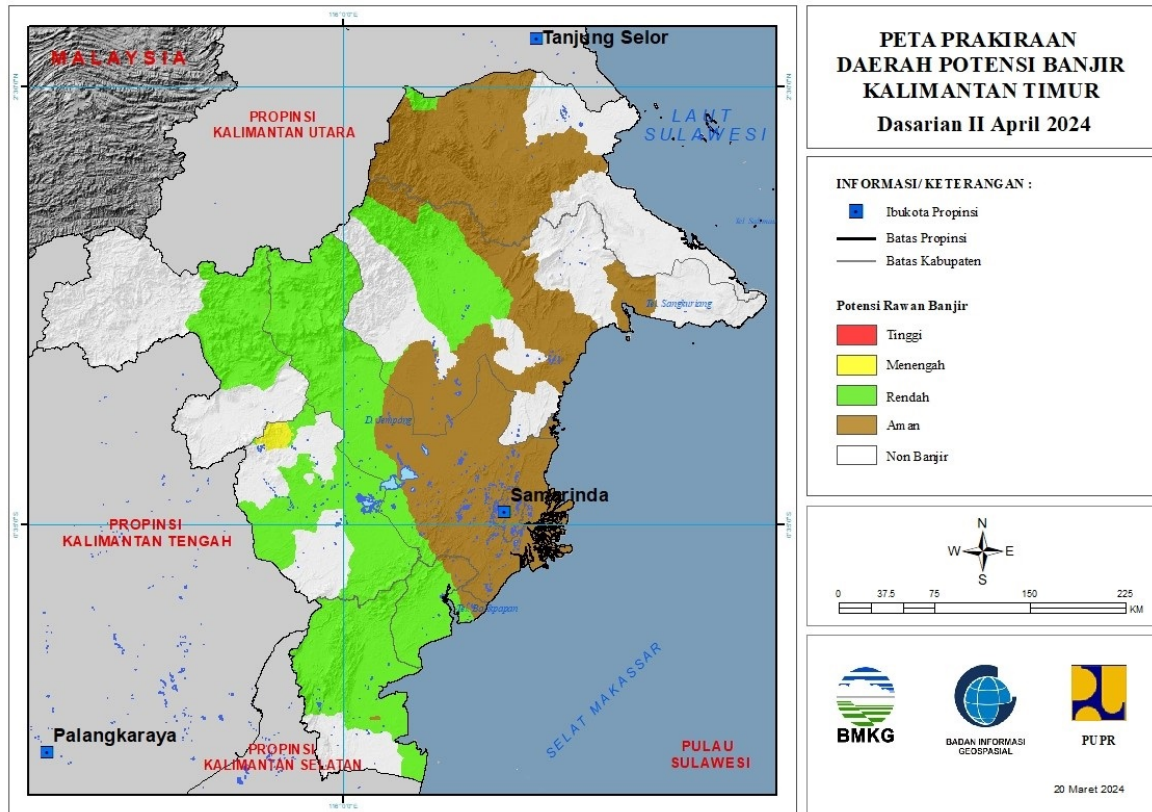 MALAYSIA
Tanjung Selor
PROPINSI
KALIMANTAN UTARA
LAUT
SULAWESI
Tel. Sangkuriang
D. Jempang
Samarinda
PROPINSI
KALIMANTAN TENGAH
SELAT MAKASSAR
Palangkaraya
PROPINSI
KALIMANTAN SELATAN
PULAU
SULAWESI
PETA PRAKIRAAN
DAERAH POTENSI BANJIR
KALIMANTAN TIMUR
Dasarian II April 2024
INFORMASI/ KETERANGAN :
Ibukota Propinsi
Batas Propinsi
Batas Kabupaten
Potensi Rawan Banjir
Tinggi
Menengah
Rendah
Aman
Non Banjir
N
W E
S
0 37.5 75 150 225
KM
BMKG
BADAN INFORMASI
GEOSPASIAL
PUPR
20 Maret 2024